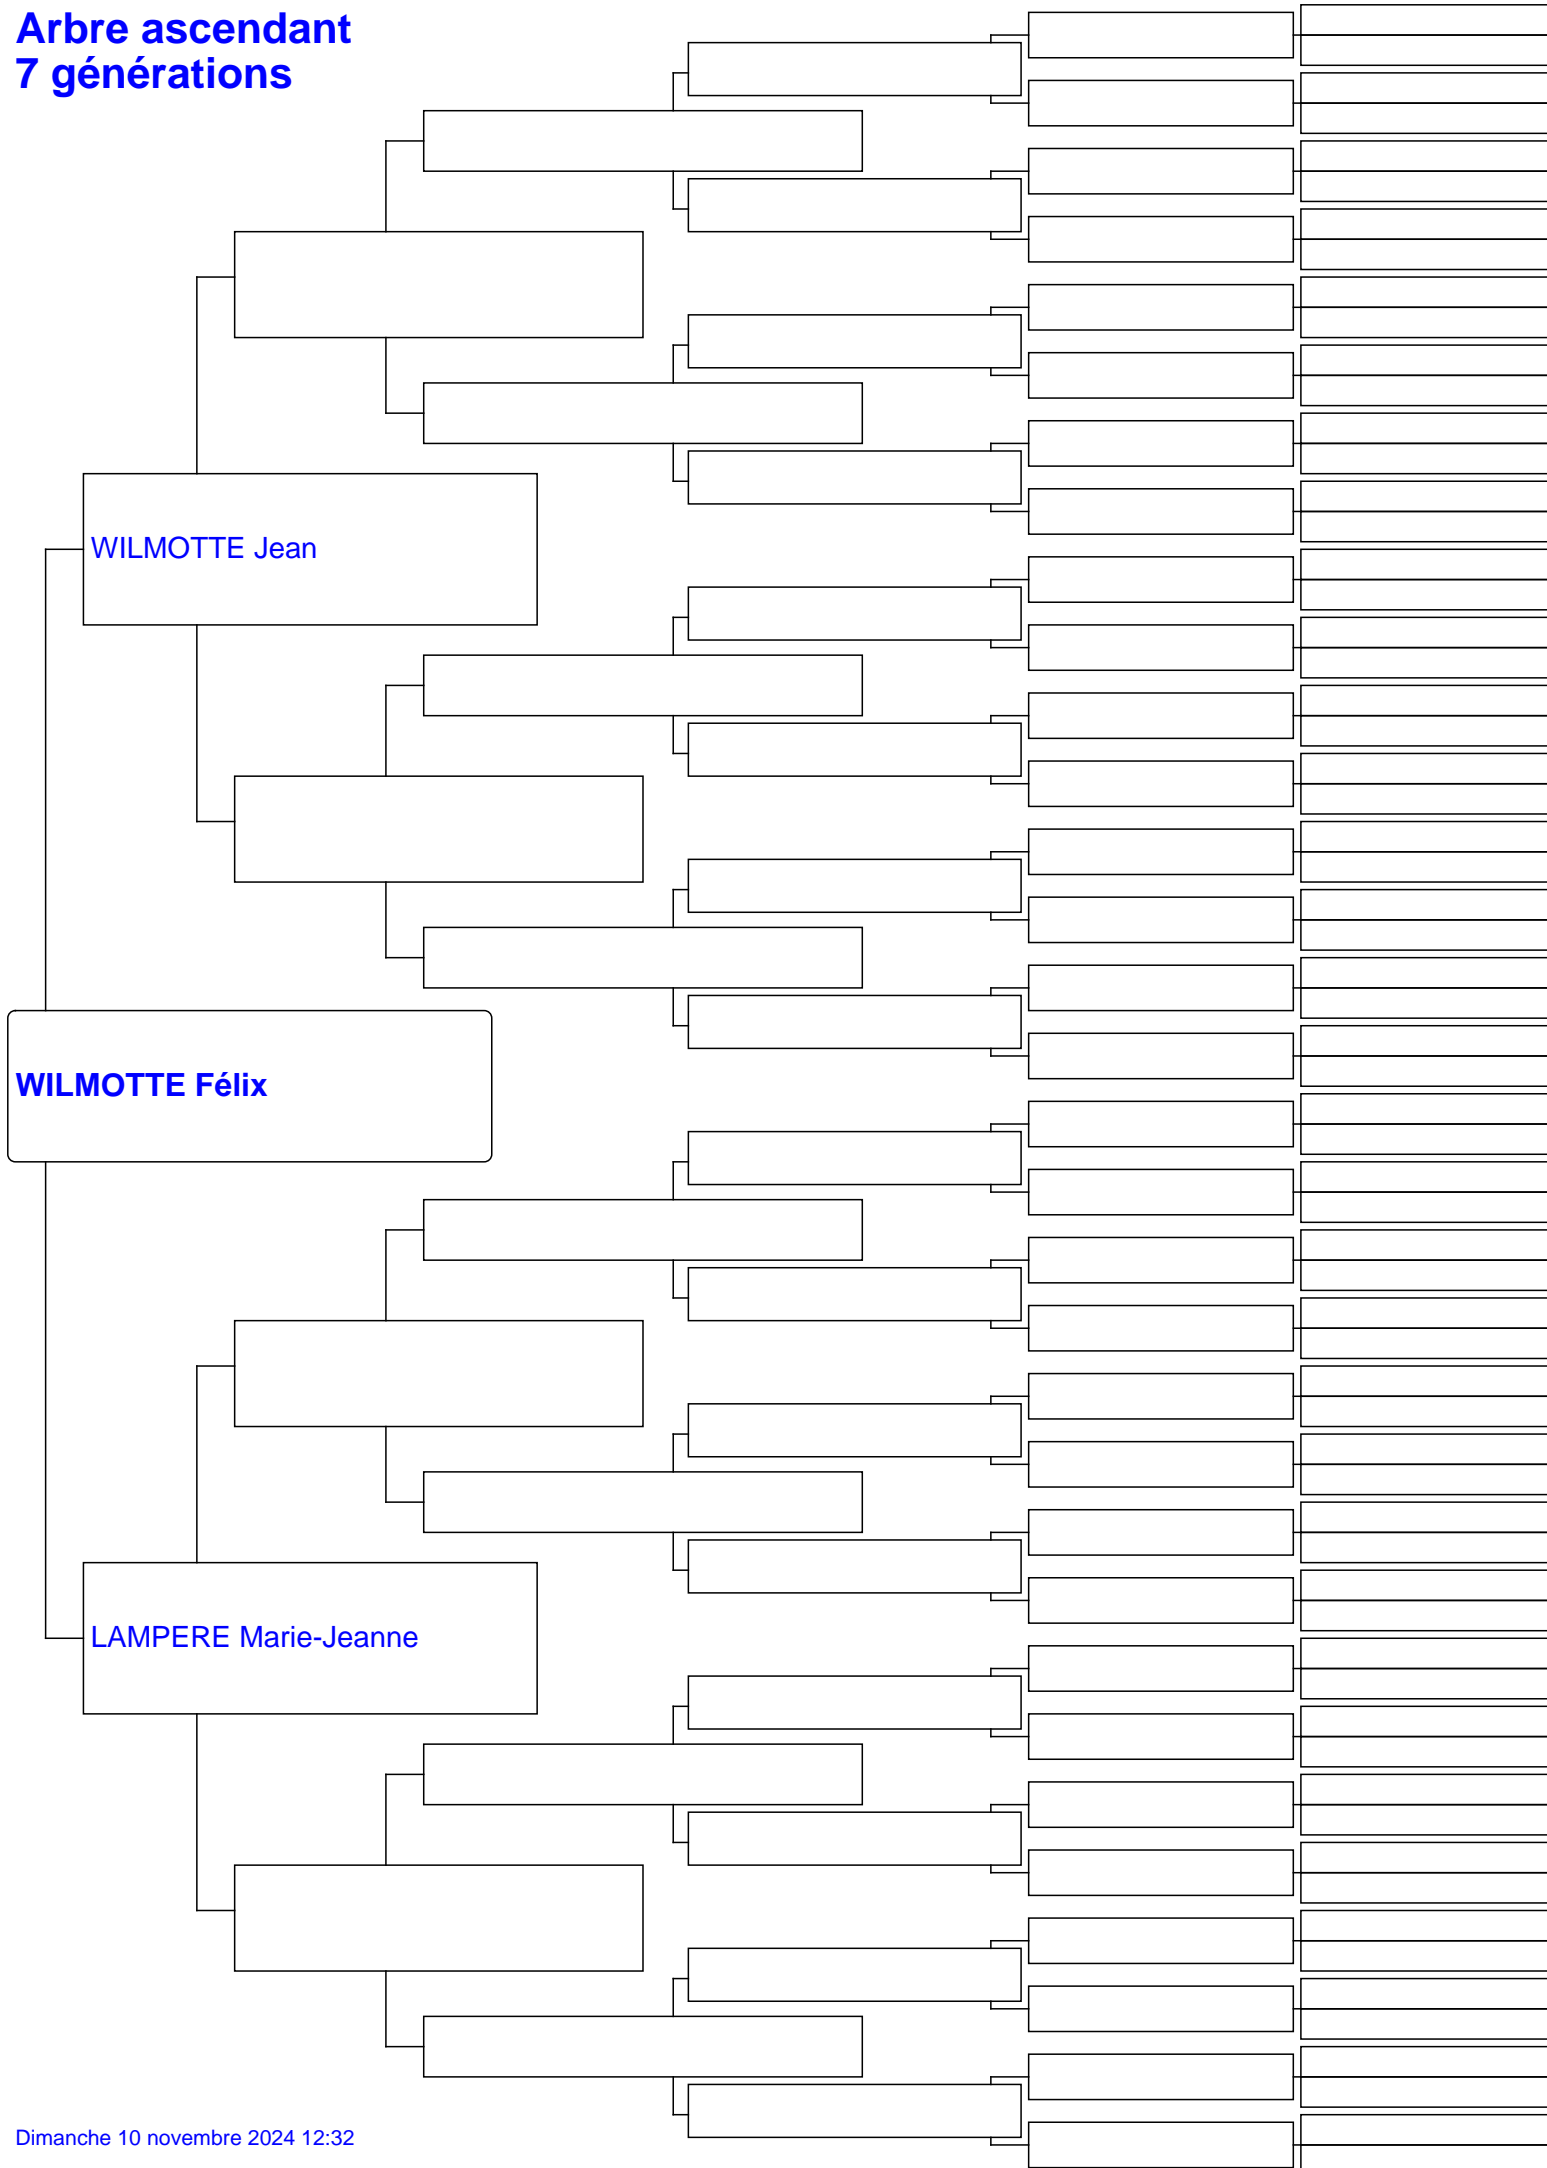 Arbre ascendant
7 générations
WILMOTTE Jean
WILMOTTE Félix
LAMPERE Marie-Jeanne
Dimanche 10 novembre 2024 12:32